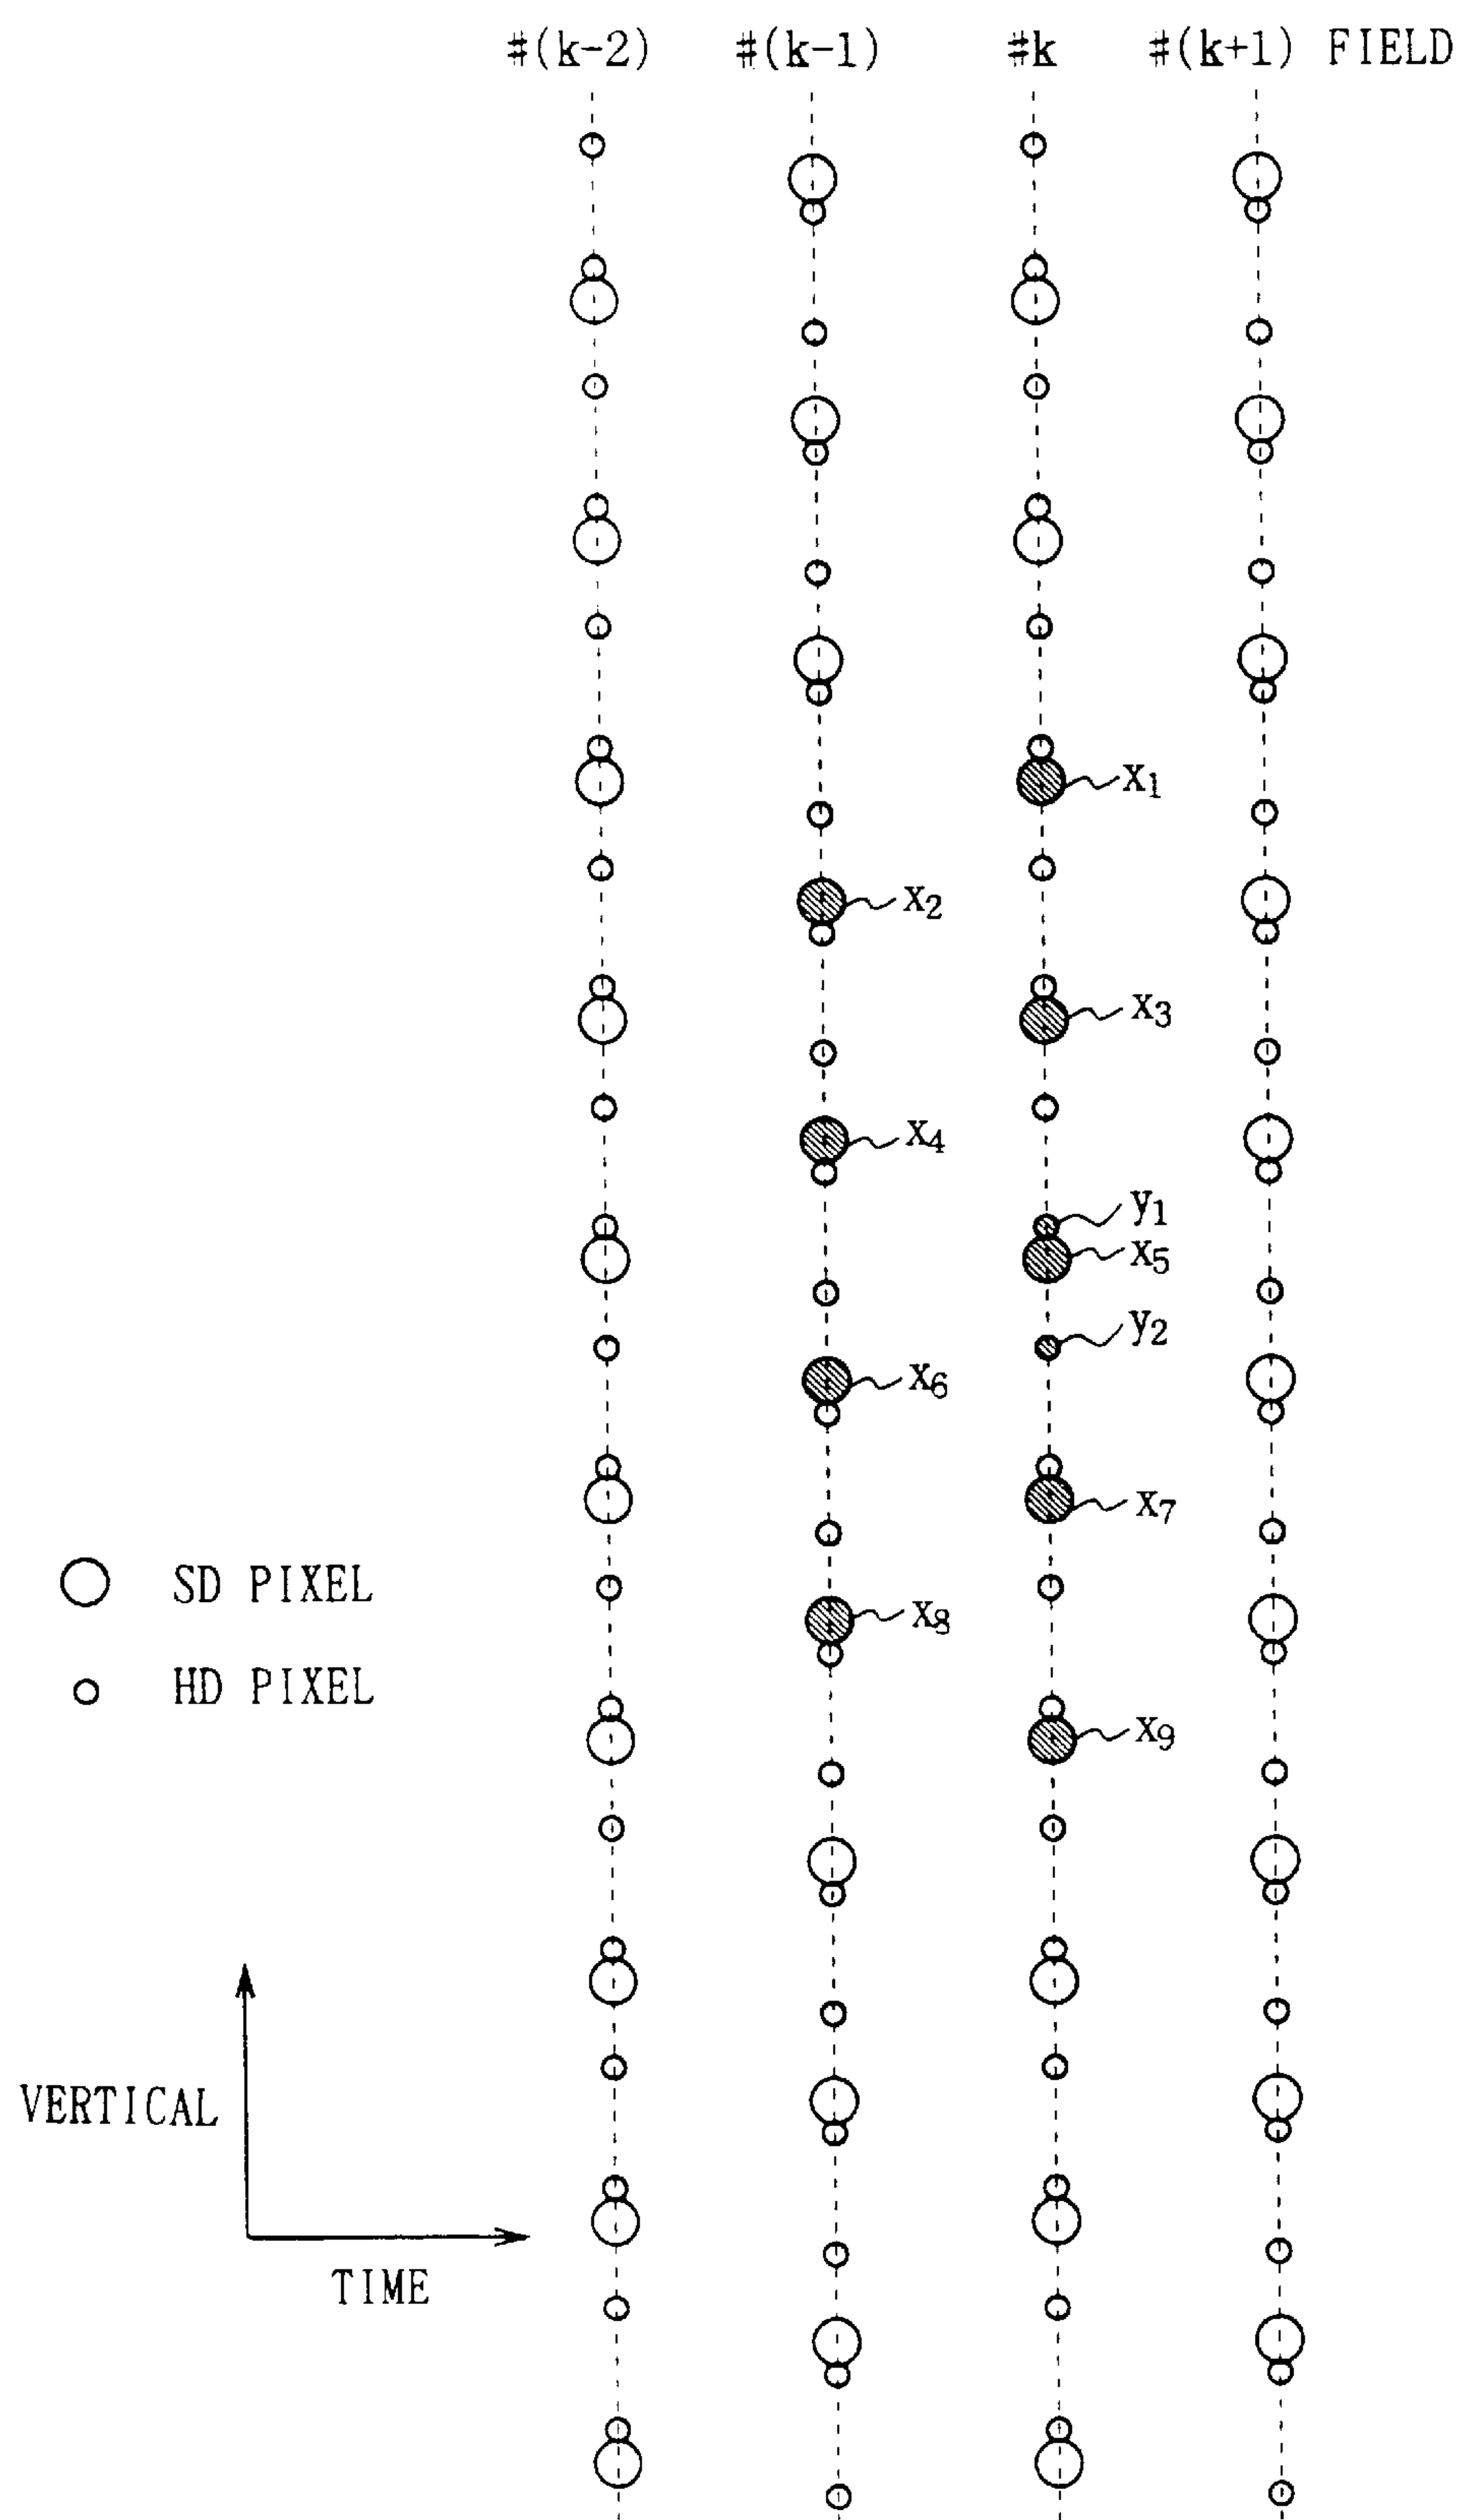 #(k-2) #(k-1) #k #(k+1) FIELD
x1
x2
x3
x4
y1
x5
y2
x6
x7
SD PIXEL
x8
HD PIXEL
x9
VERTICAL
TIME